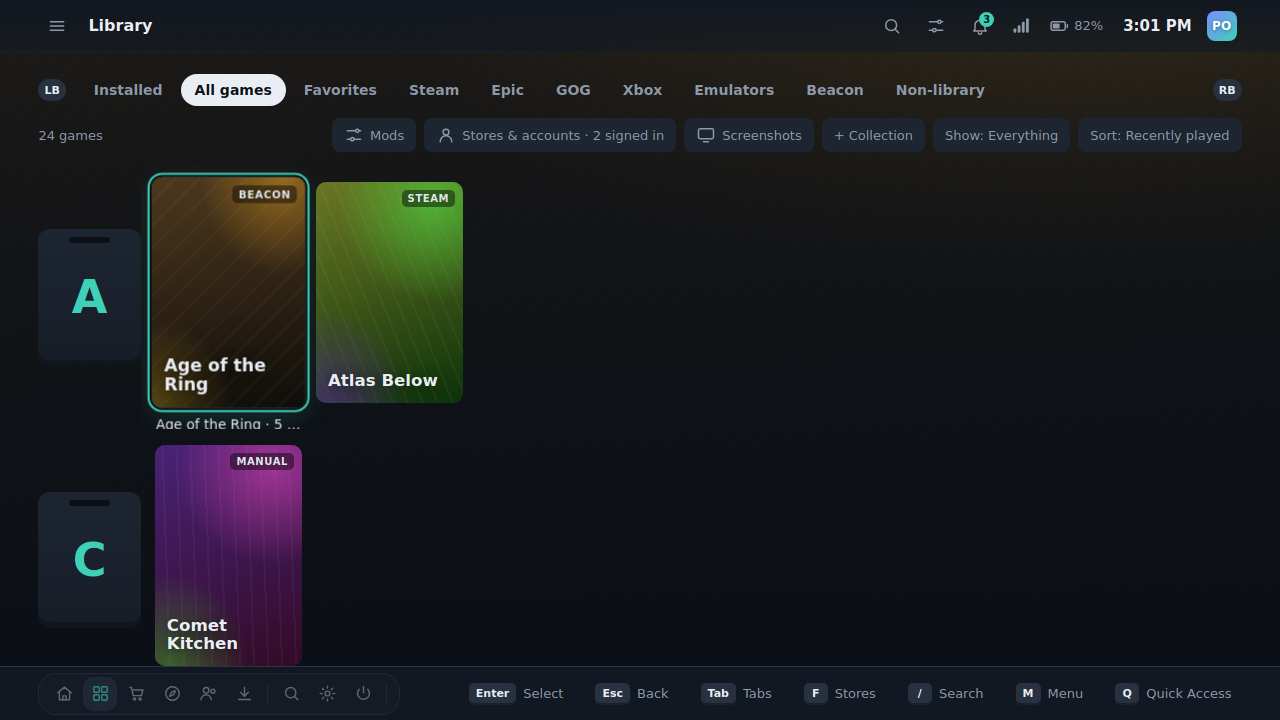 Library
3
82%
3:01 PM
PO
LB
Installed
All games
Favorites
Steam
Epic
GOG
Xbox
Emulators
Beacon
Non-library
RB
24 games
Mods
Stores & accounts · 2 signed in
Screenshots
+ Collection
Show: Everything
Sort: Recently played
A
BEACON
Age of the
Ring
Age of the Ring · 5 ...
STEAM
Atlas Below
C
MANUAL
Comet
Kitchen
Enter Select
Esc Back
Tab Tabs
F Stores
/ Search
M Menu
Q Quick Access